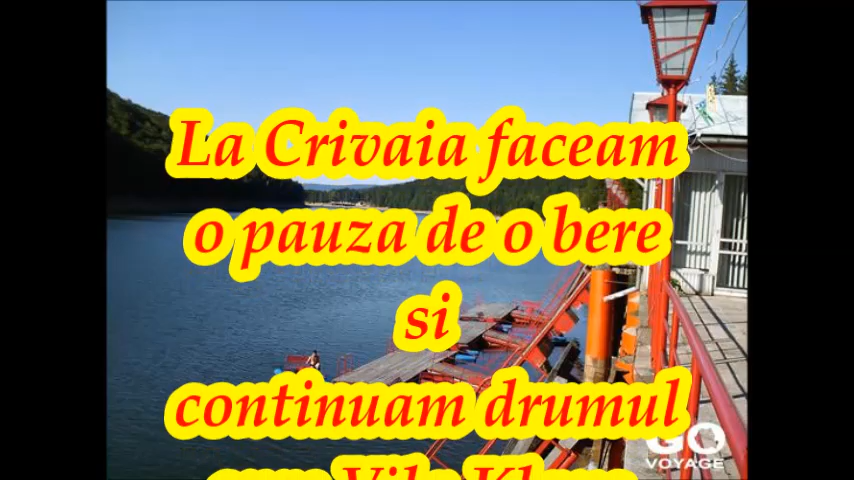 La Crivaia faceam
o pauza de o bere
si
continuam drumul
GO
VOYAGE